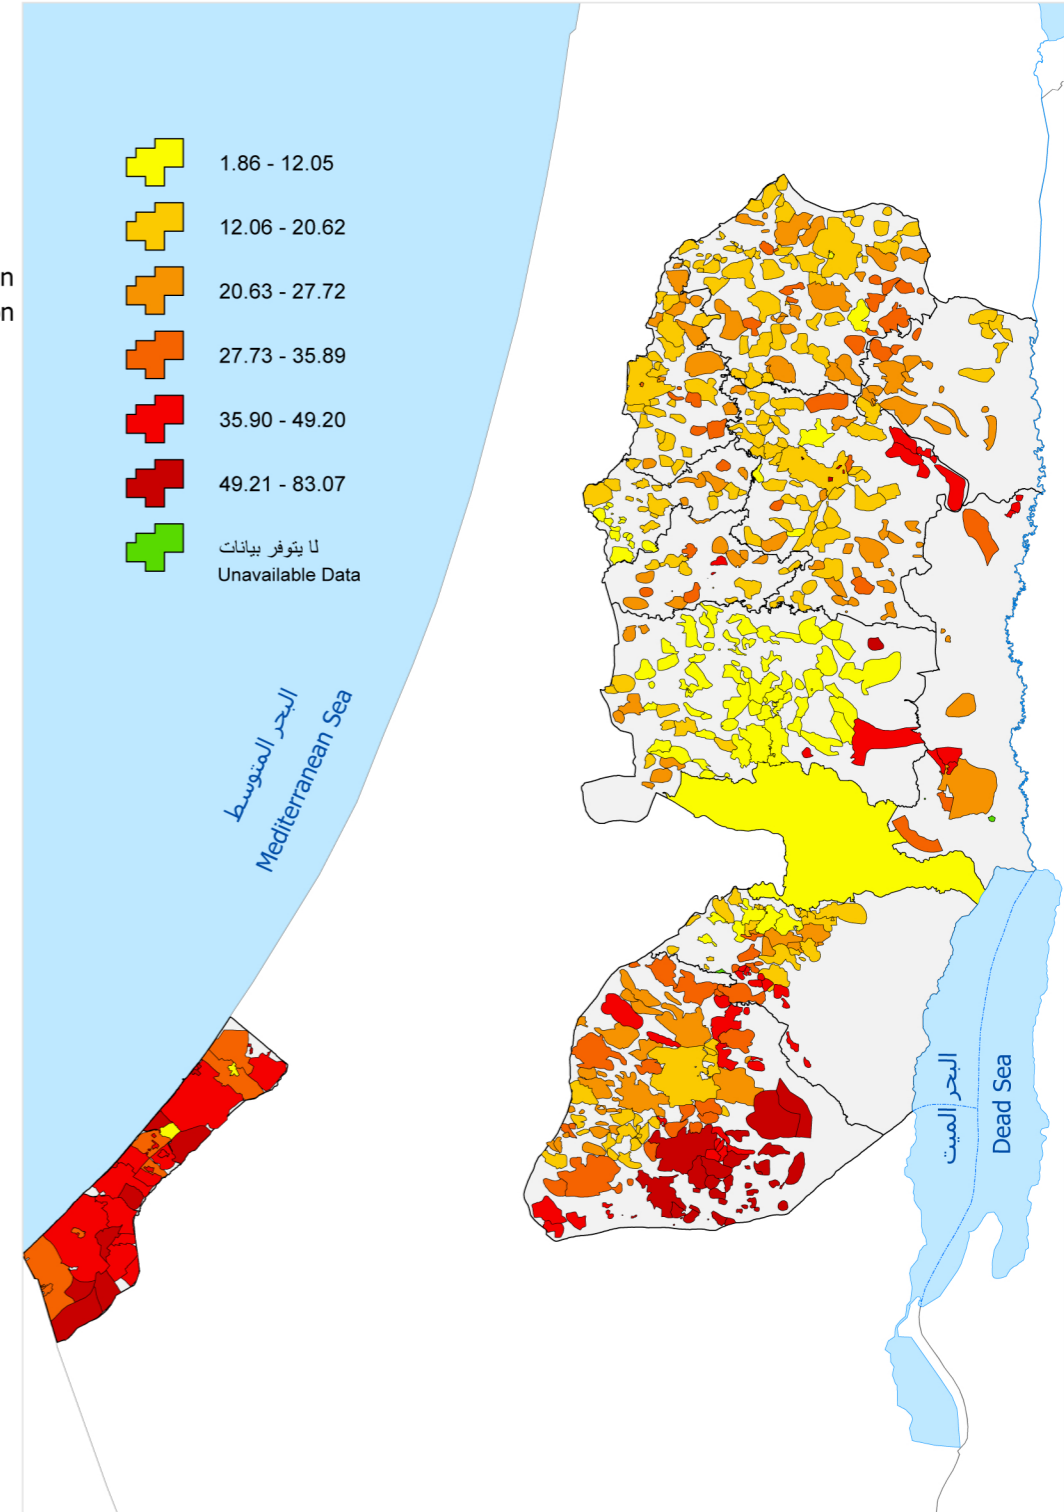 n
n
1.86 - 12.05
12.06 - 20.62
20.63 - 27.72
27.73 - 35.89
35.90 - 49.20
49.21 - 83.07
لا يتوفر بيانات
Unavailable Data
البحر المتوسط
Mediterranean Sea
البحر الميت
Dead Sea